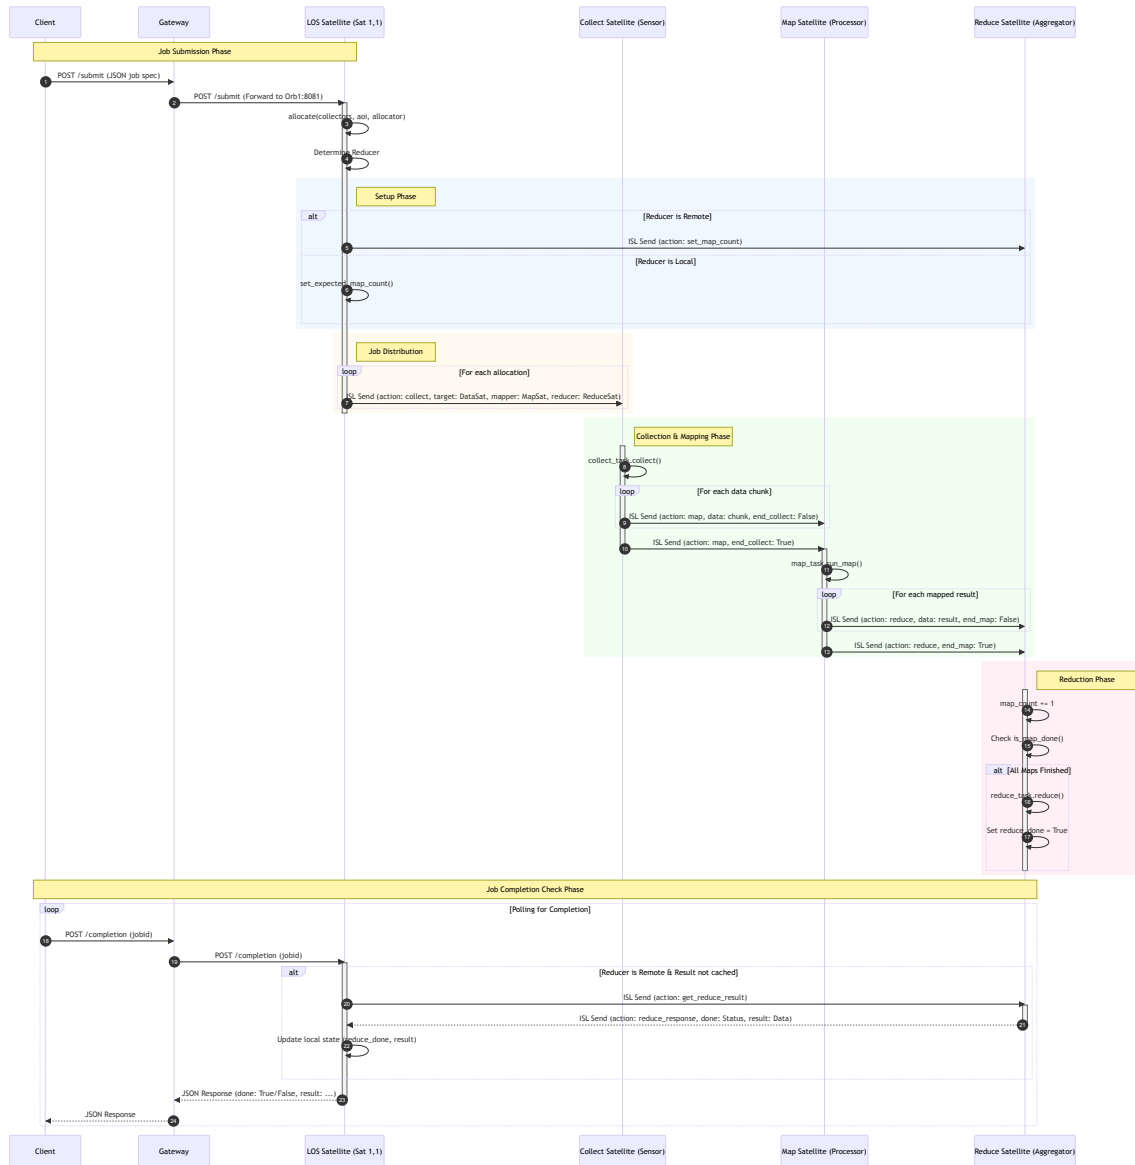 Client
Gateway
LOS Satellite (Sat 1,1)
Collect Satellite (Sensor)
Map Satellite (Processor)
Reduce Satellite (Aggregator)
Job Submission Phase
1 POST /submit (JSON job spec)
2 POST /submit (Forward to Orb1:8081)
3 allocate(collectors, aoi, allocator)
4 Determine Reducer
Setup Phase
alt [Reducer is Remote]
5 ISL Send (action: set_map_count)
[Reducer is Local]
6 set_expected_map_count()
Job Distribution
loop [For each allocation]
7 ISL Send (action: collect, target: DataSat, mapper: MapSat, reducer: ReduceSat)
Collection & Mapping Phase
8 collect_task.collect()
loop [For each data chunk]
9 ISL Send (action: map, data: chunk, end_collect: False)
10 ISL Send (action: map, end_collect: True)
11 map_task.run_map()
loop [For each mapped result]
12 ISL Send (action: reduce, data: result, end_map: False)
13 ISL Send (action: reduce, end_map: True)
Reduction Phase
14 map_count += 1
15 Check is_map_done()
alt [All Maps Finished]
16 reduce_task.reduce()
17 Set reduce_done = True
Job Completion Check Phase
loop [Polling for Completion]
18 POST /completion (jobid)
19 POST /completion (jobid)
alt [Reducer is Remote & Result not cached]
20 ISL Send (action: get_reduce_result)
21 ISL Send (action: reduce_response, done: Status, result: Data)
22 Update local state (reduce_done, result)
23 JSON Response (done: True/False, result: ...)
24 JSON Response
Client
Gateway
LOS Satellite (Sat 1,1)
Collect Satellite (Sensor)
Map Satellite (Processor)
Reduce Satellite (Aggregator)